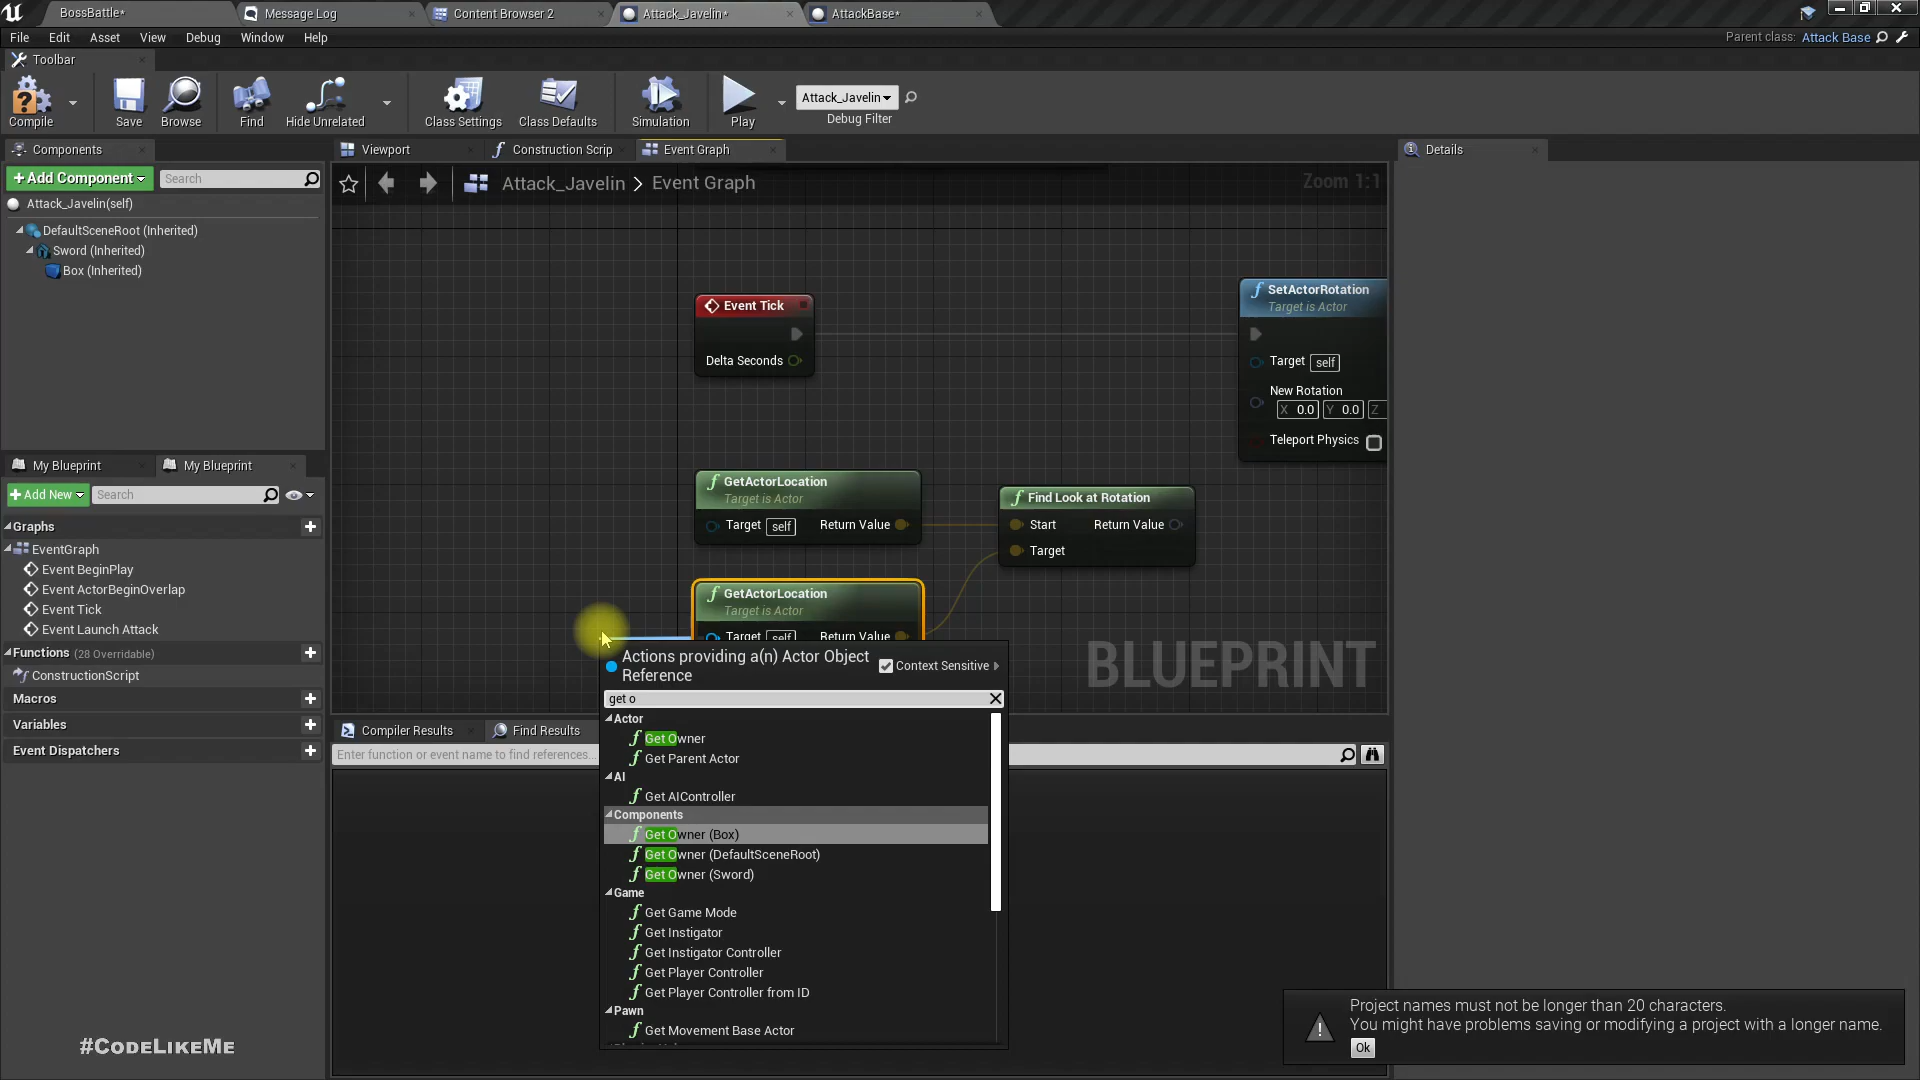 BossBattle*
Message Log
Content Browser 2
Attack_Javelin*
AttackBase*
File Edit Asset View Debug Window Help
Parent class: Attack Base
Toolbar
Compile
Save
Browse
Find
Hide Unrelated
Class Settings
Class Defaults
Simulation
Play
Attack_Javelin
Debug Filter
Components
Viewport
Construction Scrip
Event Graph
Details
+Add Component
Search
Attack_Javelin > Event Graph
Zoom 1:1
Attack_Javelin(self)
DefaultSceneRoot (Inherited)
Sword (Inherited)
Box (Inherited)
Event Tick
Delta Seconds
SetActorRotation
Target is Actor
Target self
New Rotation
X 0.0 Y 0.0 Z
Teleport Physics
GetActorLocation
Target is Actor
Target self Return Value
Find Look at Rotation
Start Return Value
Target
GetActorLocation
Target is Actor
Target self Return Value
BLUEPRINT
My Blueprint
My Blueprint
+Add New
Search
Graphs
EventGraph
Event BeginPlay
Event ActorBeginOverlap
Event Tick
Event Launch Attack
Functions (28 Overridable)
ConstructionScript
Macros
Variables
Event Dispatchers
Compiler Results
Find Results
Enter function or event name to find references...
Actions providing a(n) Actor Object
Reference
Context Sensitive
get o
Actor
Get Owner
Get Parent Actor
AI
Get AIController
Components
Get Owner (Box)
Get Owner (DefaultSceneRoot)
Get Owner (Sword)
Game
Get Game Mode
Get Instigator
Get Instigator Controller
Get Player Controller
Get Player Controller from ID
Pawn
Get Movement Base Actor
Project names must not be longer than 20 characters.
You might have problems saving or modifying a project with a longer name.
Ok
#CodeLikeMe